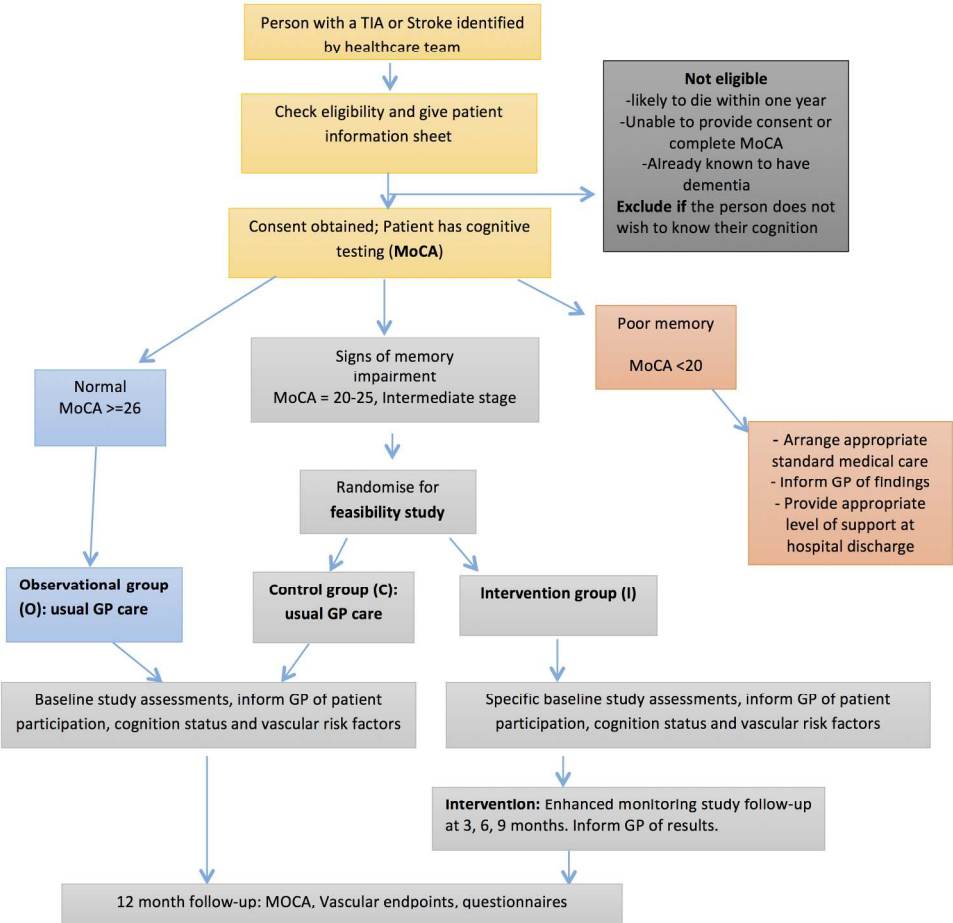 Person with a TIA or Stroke identified
by healthcare team
Check eligibility and give patient
information sheet
Not eligible
-likely to die within one year
-Unable to provide consent or
complete MoCA
-Already known to have
dementia
Exclude if the person does not
wish to know their cognition
Consent obtained; Patient has cognitive
testing (MoCA)
Normal
MoCA >=26
Signs of memory
impairment
MoCA = 20-25, Intermediate stage
Poor memory
MoCA <20
- Arrange appropriate
standard medical care
- Inform GP of findings
- Provide appropriate
level of support at
hospital discharge
Randomise for
feasibility study
Observational group
(O): usual GP care
Control group (C):
usual GP care
Intervention group (I)
Baseline study assessments, inform GP of patient
participation, cognition status and vascular risk factors
Specific baseline study assessments, inform GP of patient
participation, cognition status and vascular risk factors
Intervention: Enhanced monitoring study follow-up
at 3, 6, 9 months. Inform GP of results.
12 month follow-up: MOCA, Vascular endpoints, questionnaires